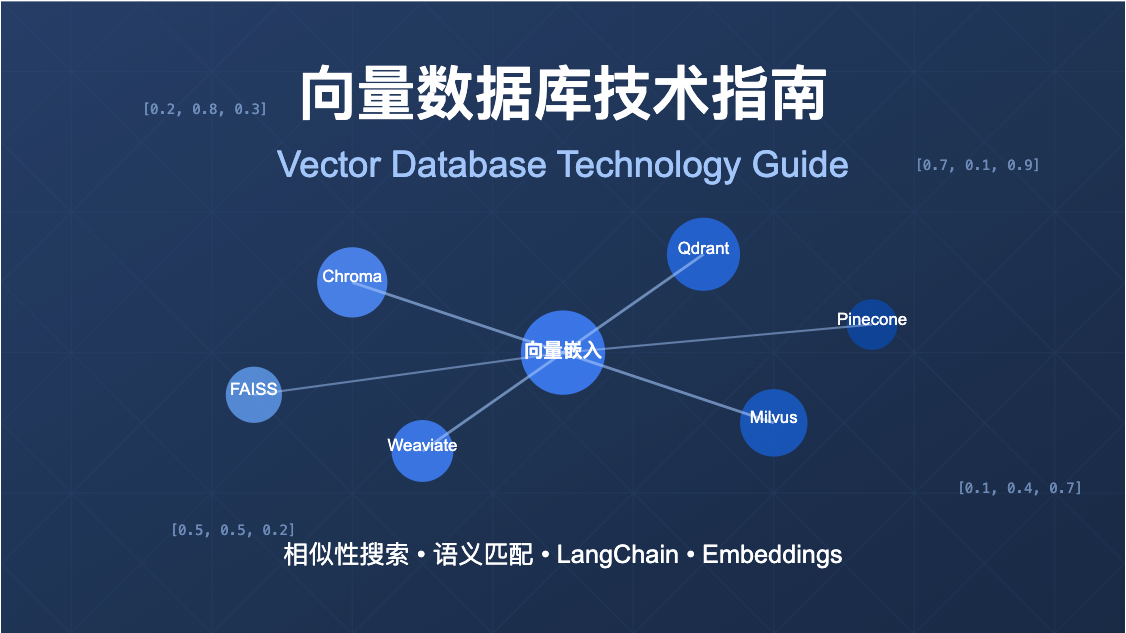 向量数据库技术指南
[0.2, 0.8, 0.3]
Vector Database Technology Guide
[0.7, 0.1, 0.9]
Qdrant
Chroma
Pinecone
向量嵌入
FAISS
Milvus
Weaviate
[0.1, 0.4, 0.7]
[0.5, 0.5, 0.2]
相似性搜索 • 语义匹配 • LangChain • Embeddings